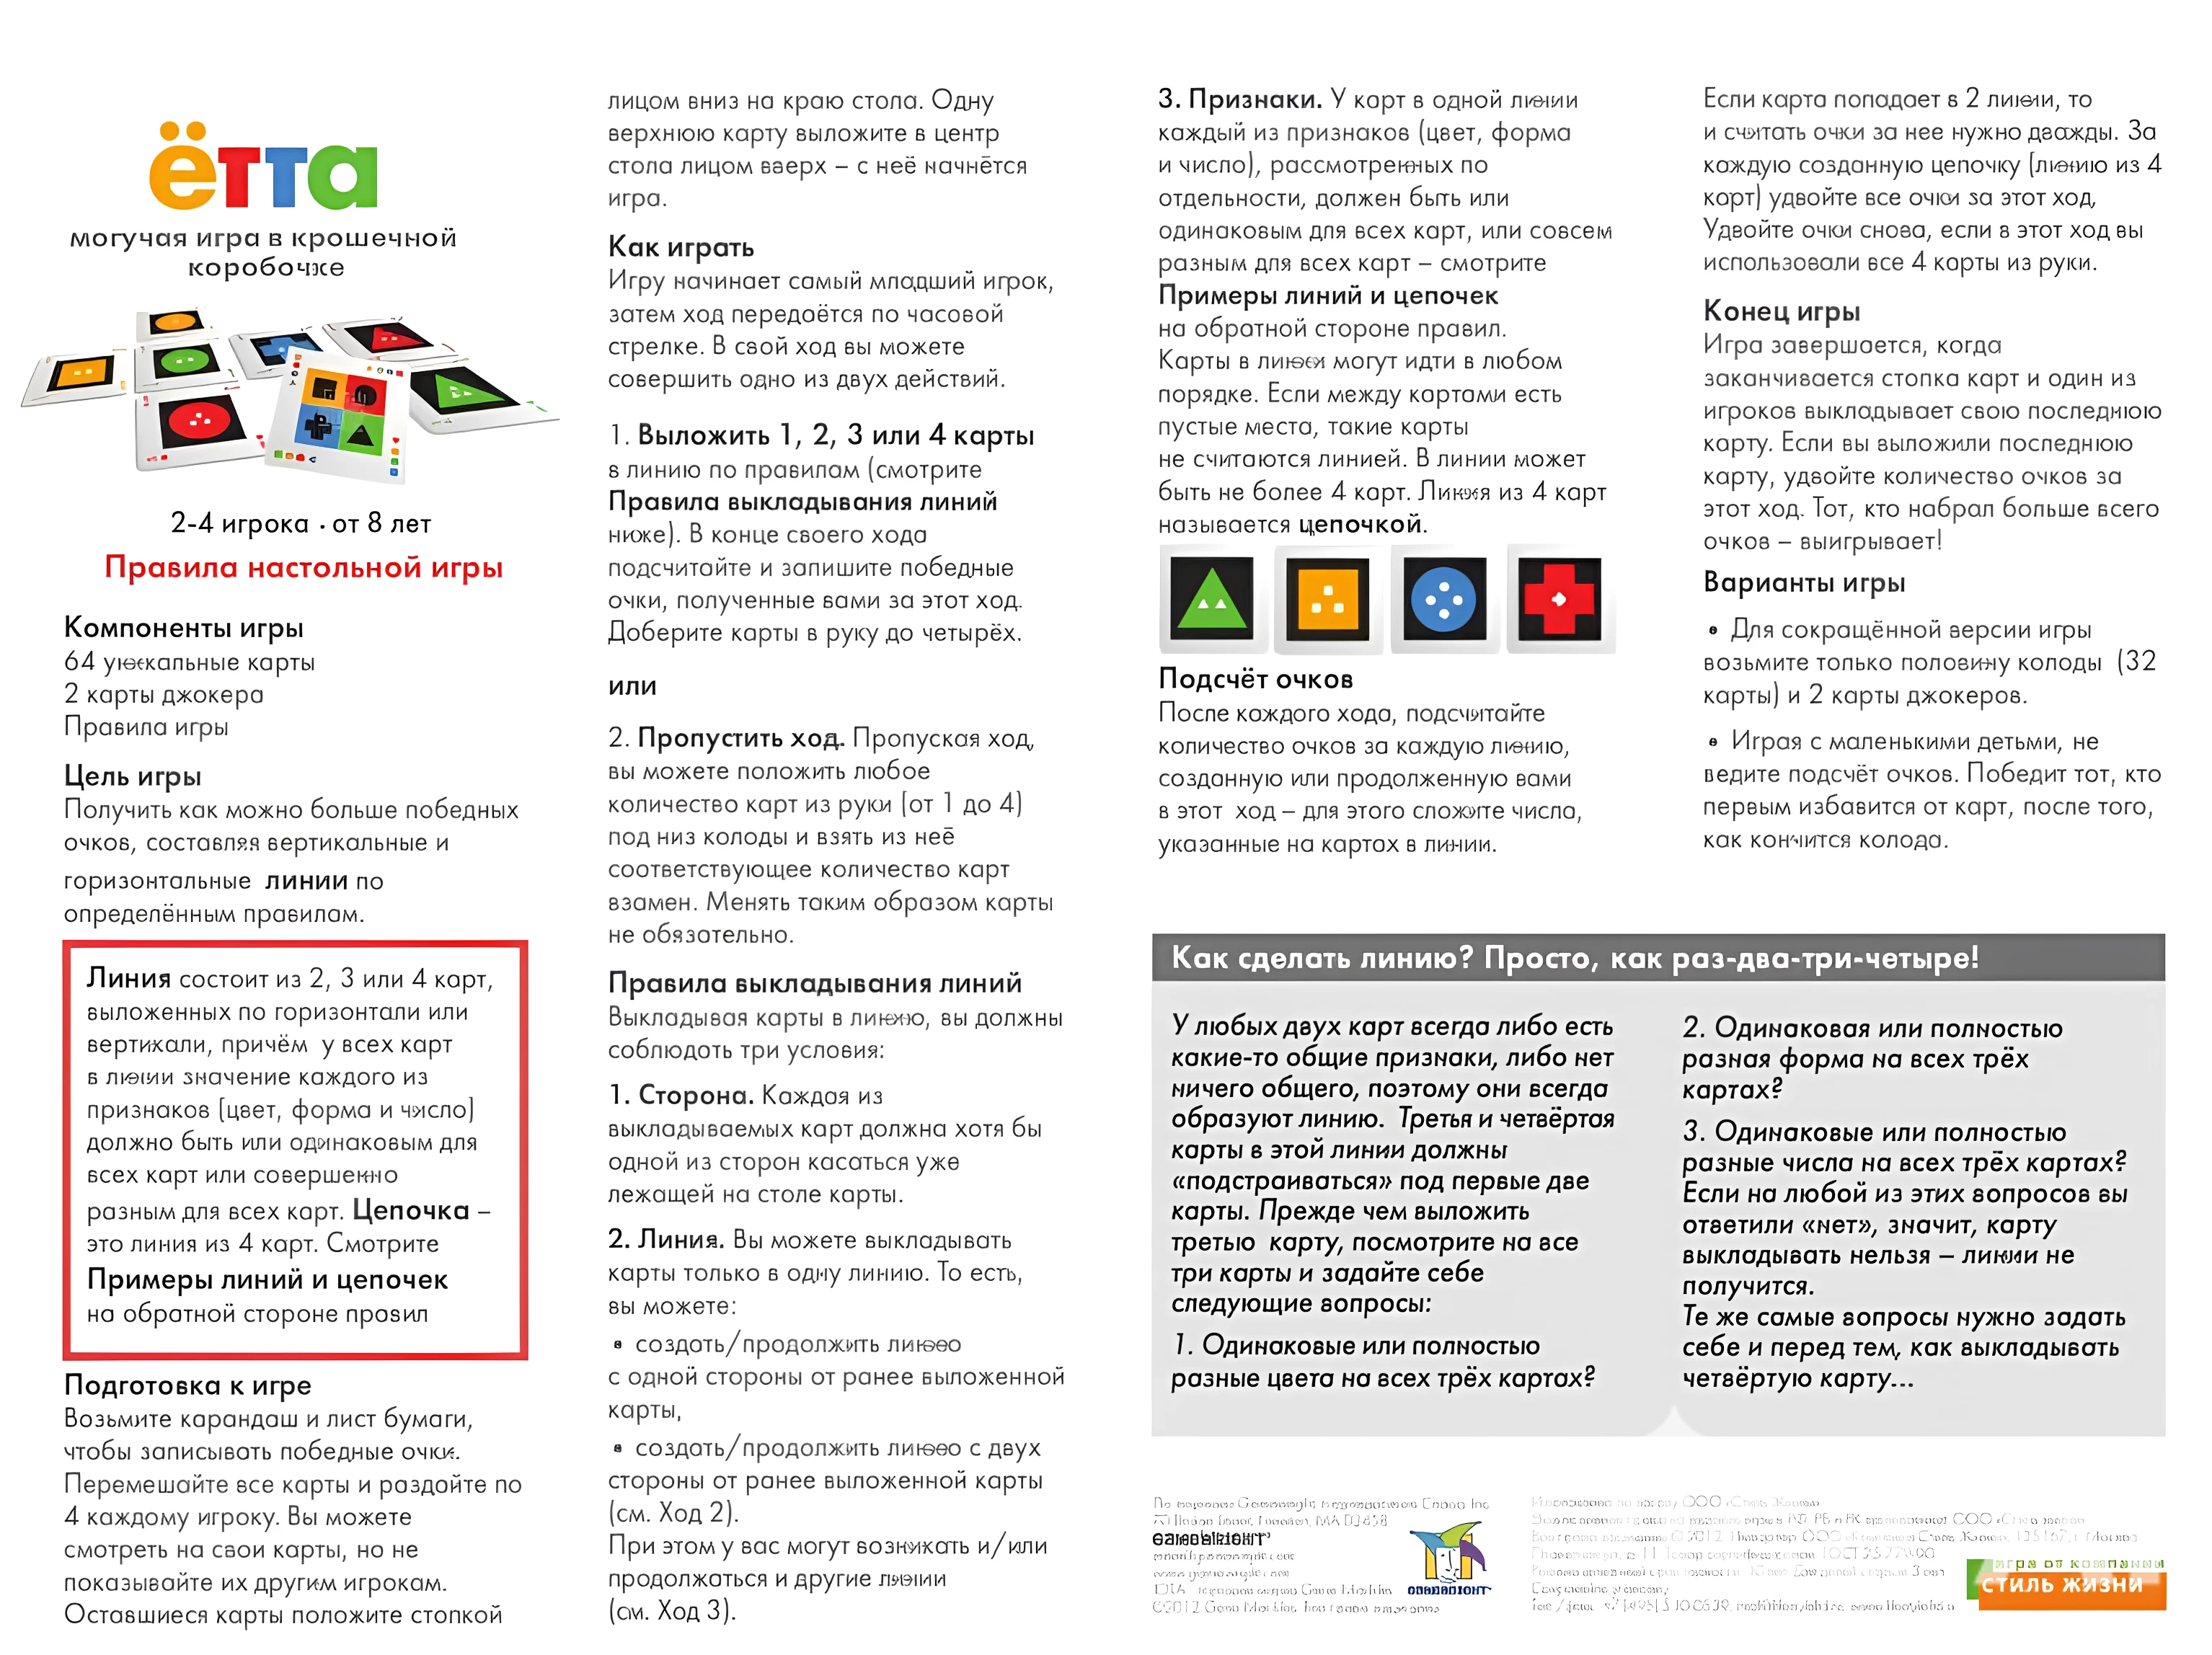 ётта
могучая игра в крошечной
коробочке
2-4 игрока · от 8 лет
Правила настольной игры
Компоненты игры
64 уникальные карты
2 карты джокера
Правила игры
Цель игры
Получить как можно больше победных
очков, составляя вертикальные и
горизонтальные линии по
определённым правилам.
Линия состоит из 2, 3 или 4 карт,
выложенных по горизонтали или
вертикали, причём у всех карт
в линии значение каждого из
признаков (цвет, форма и число)
должно быть или одинаковым для
всех карт или совершенно
разным для всех карт. Цепочка –
это линия из 4 карт. Смотрите
Примеры линий и цепочек
на обратной стороне правил
Подготовка к игре
Возьмите карандаш и лист бумаги,
чтобы записывать победные очки.
Перемешайте все карты и раздайте по
4 каждому игроку. Вы можете
смотреть на свои карты, но не
показывайте их другим игрокам.
Оставшиеся карты положите стопкой
лицом вниз на краю стола. Одну
верхнюю карту выложите в центр
стола лицом вверх – с неё начнётся
игра.
Как играть
Игру начинает самый младший игрок,
затем ход передаётся по часовой
стрелке. В свой ход вы можете
совершить одно из двух действий.
1. Выложить 1, 2, 3 или 4 карты
в линию по правилам (смотрите
Правила выкладывания линий
ниже). В конце своего хода
подсчитайте и запишите победные
очки, полученные вами за этот ход.
Доберите карты в руку до четырёх.
или
2. Пропустить ход. Пропуская ход,
вы можете положить любое
количество карт из руки (от 1 до 4)
под низ колоды и взять из неё
соответствующее количество карт
взамен. Менять таким образом карты
не обязательно.
Правила выкладывания линий
Выкладывая карты в линию, вы должны
соблюдать три условия:
1. Сторона. Каждая из
выкладываемых карт должна хотя бы
одной из сторон касаться уже
лежащей на столе карты.
2. Линия. Вы можете выкладывать
карты только в одну линию. То есть,
вы можете:
• создать/продолжить линию
с одной стороны от ранее выложенной
карты,
• создать/продолжить линию с двух
стороны от ранее выложенной карты
(см. Ход 2).
При этом у вас могут возникать и/или
продолжаться и другие линии
(см. Ход 3).
3. Признаки. У карт в одной линии
каждый из признаков (цвет, форма
и число), рассмотренных по
отдельности, должен быть или
одинаковым для всех карт, или совсем
разным для всех карт – смотрите
Примеры линий и цепочек
на обратной стороне правил.
Карты в линии могут идти в любом
порядке. Если между картами есть
пустые места, такие карты
не считаются линией. В линии может
быть не более 4 карт. Линия из 4 карт
называется цепочкой.
Подсчёт очков
После каждого хода, подсчитайте
количество очков за каждую линию,
созданную или продолженную вами
в этот ход – для этого сложите числа,
указанные на картах в линии.
Если карта попадает в 2 линии, то
и считать очки за нее нужно дважды. За
каждую созданную цепочку (линию из 4
карт) удвойте все очки за этот ход,
Удвойте очки снова, если в этот ход вы
использовали все 4 карты из руки.
Конец игры
Игра завершается, когда
заканчивается стопка карт и один из
игроков выкладывает свою последнюю
карту. Если вы выложили последнюю
карту, удвойте количество очков за
этот ход. Тот, кто набрал больше всего
очков – выигрывает!
Варианты игры
• Для сокращённой версии игры
возьмите только половину колоды (32
карты) и 2 карты джокеров.
• Играя с маленькими детьми, не
ведите подсчёт очков. Победит тот, кто
первым избавится от карт, после того,
как кончится колода.
Как сделать линию? Просто, как раз-два-три-четыре!
У любых двух карт всегда либо есть
какие-то общие признаки, либо нет
ничего общего, поэтому они всегда
образуют линию. Третья и четвёртая
карты в этой линии должны
«подстраиваться» под первые две
карты. Прежде чем выложить
третью карту, посмотрите на все
три карты и задайте себе
следующие вопросы:
1. Одинаковые или полностью
разные цвета на всех трёх картах?
2. Одинаковая или полностью
разная форма на всех трёх
картах?
3. Одинаковые или полностью
разные числа на всех трёх картах?
Если на любой из этих вопросов вы
ответили «нет», значит, карту
выкладывать нельзя – линии не
получится.
Те же самые вопросы нужно задать
себе и перед тем, как выкладывать
четвёртую карту...
игра от компании
СТИЛЬ ЖИЗНИ